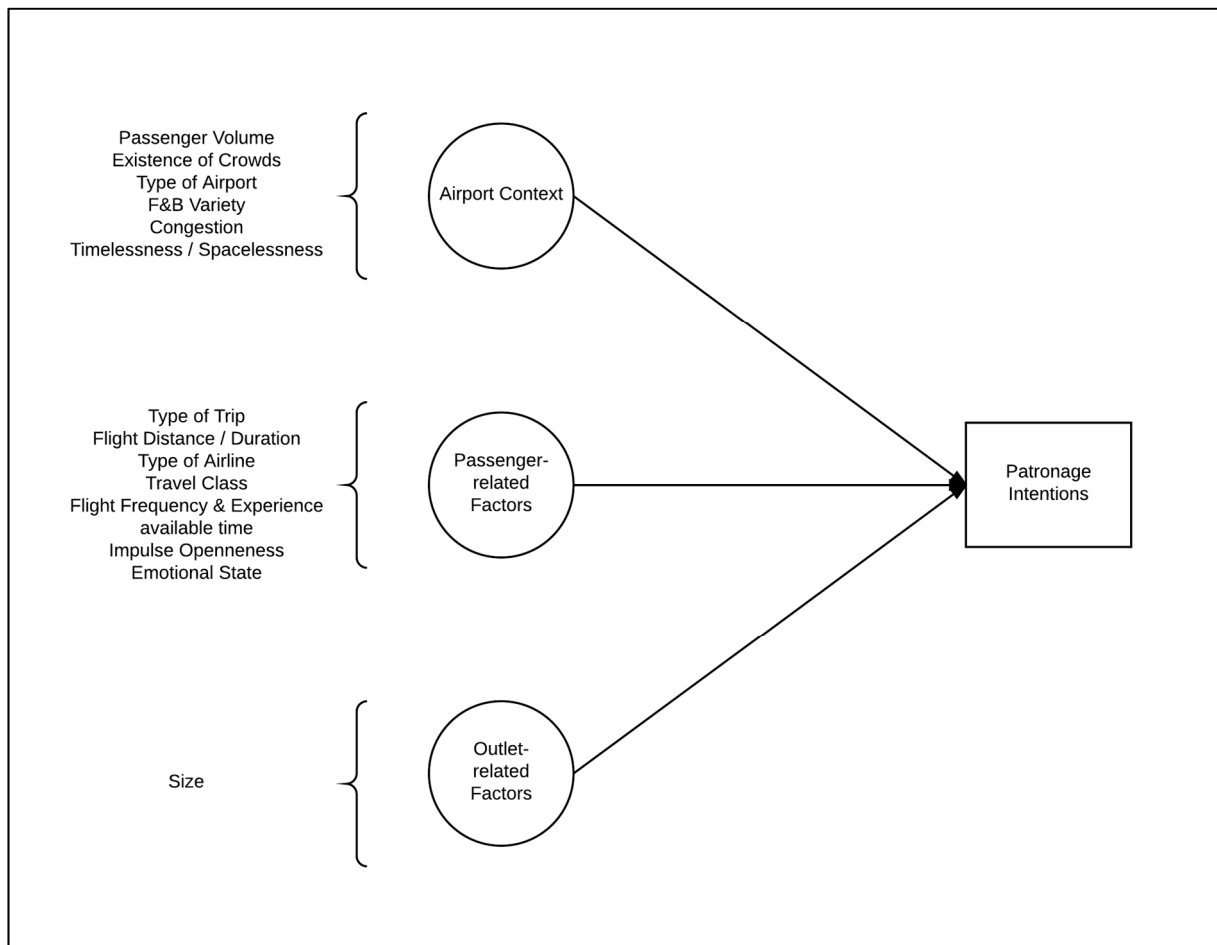 Passenger Volume
Existence of Crowds
Type of Airport
F&B Variety
Congestion
Timelessness / Spacelessness
Airport Context
Type of Trip
Flight Distance / Duration
Type of Airline
Travel Class
Flight Frequency & Experience
available time
Impulse Openneness
Emotional State
Passenger-
related
Factors
Patronage
Intentions
Size
Outlet-
related
Factors